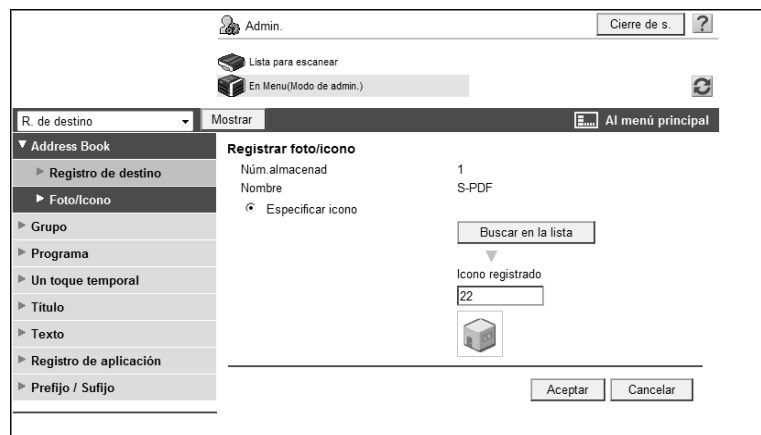 Admin.
Cierre de s.
?
Lista para escanear
En Menu(Modo de admin.)
R. de destino
Mostrar
Al menú principal
Address Book
Registro de destino
Foto/Icono
Grupo
Programa
Un toque temporal
Título
Texto
Registro de aplicación
Prefijo / Sufijo
Registrar foto/icono
Núm.almacenad 1
Nombre S-PDF
Especificar icono
Buscar en la lista
Icono registrado
22
Aceptar Cancelar